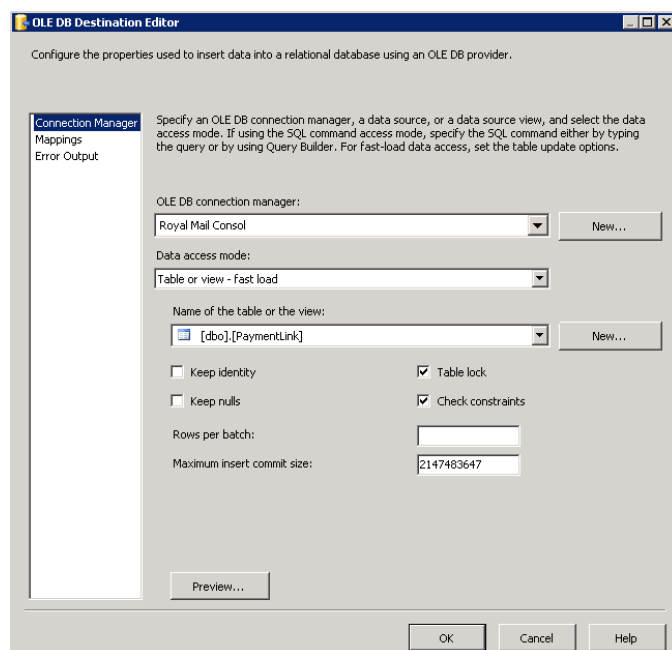 OLE DB Destination Editor
Configure the properties used to insert data into a relational database using an OLE DB provider.
Connection Manager
Mappings
Error Output
Specify an OLE DB connection manager, a data source, or a data source view, and select the data
access mode. If using the SQL command access mode, specify the SQL command either by typing
the query or by using Query Builder. For fast-load data access, set the table update options.
OLE DB connection manager:
Royal Mail Consol
New...
Data access mode:
Table or view - fast load
Name of the table or the view:
[dbo].[PaymentLink]
New...
Keep identity
Table lock
Keep nulls
Check constraints
Rows per batch:
Maximum insert commit size:
2147483647
Preview...
OK
Cancel
Help